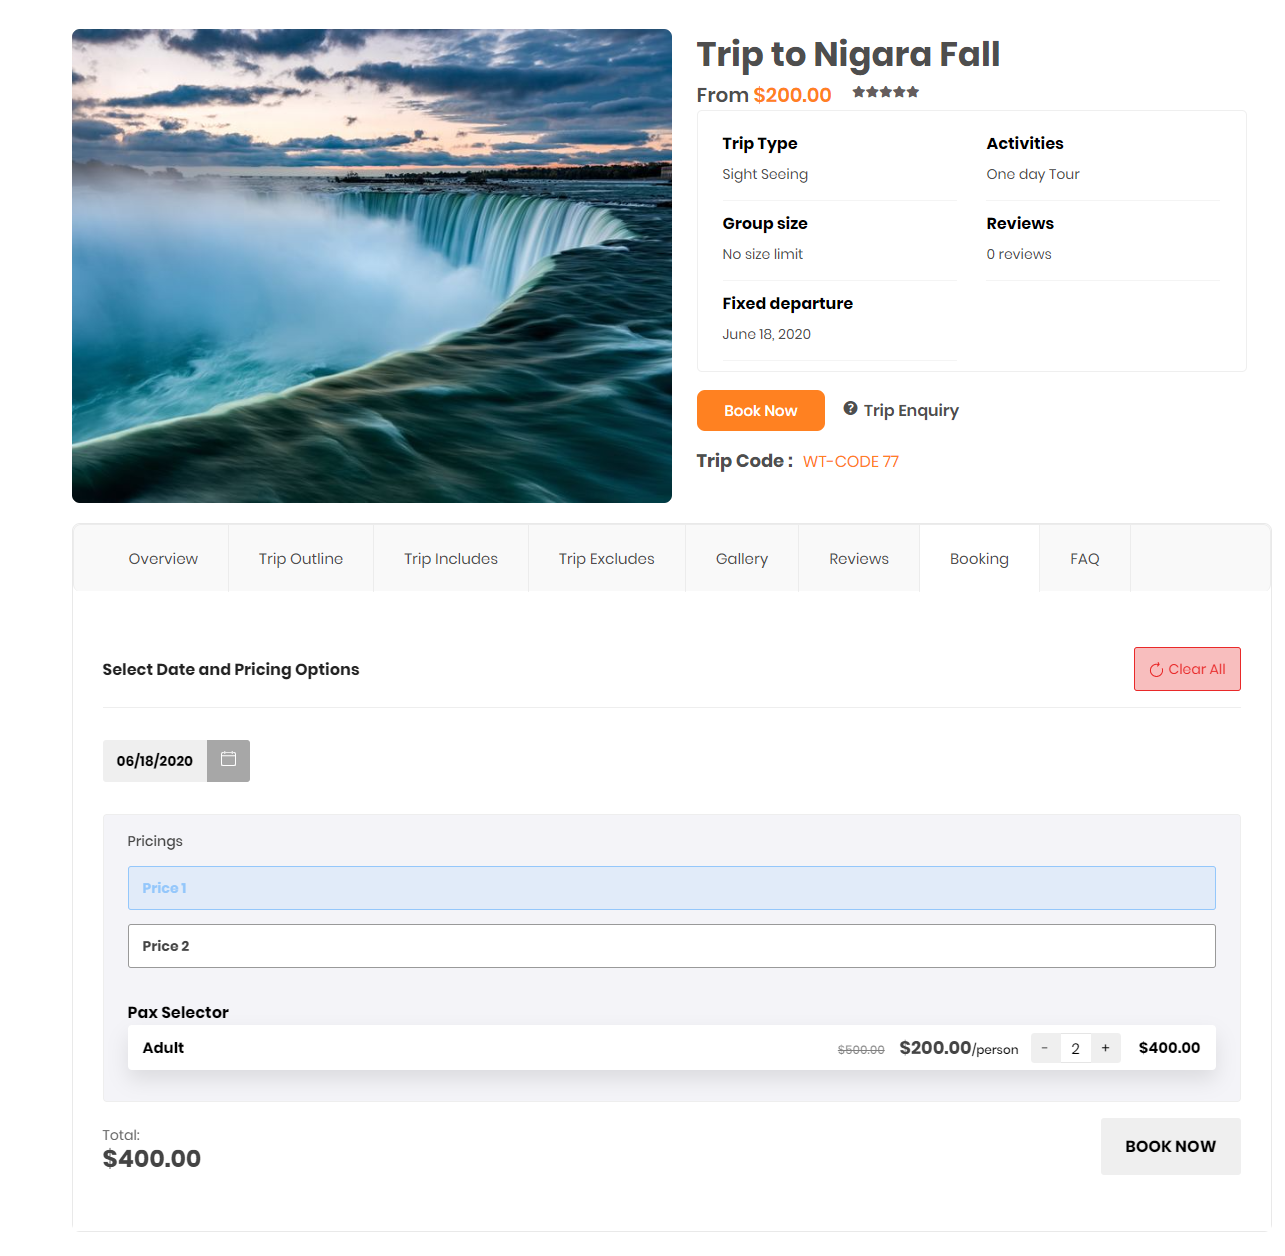 Trip to Nigara Fall
From $200.00
Trip Type
Sight Seeing
Activities
One day Tour
Group size
No size limit
Reviews
0 reviews
Fixed departure
June 18, 2020
Book Now
Trip Enquiry
Trip Code : WT-CODE 77
Overview
Trip Outline
Trip Includes
Trip Excludes
Gallery
Reviews
Booking
FAQ
Select Date and Pricing Options
Clear All
06/18/2020
Pricings
Price 1
Price 2
Pax Selector
Adult $500.00 $200.00/person - 2 + $400.00
Total:
$400.00
BOOK NOW